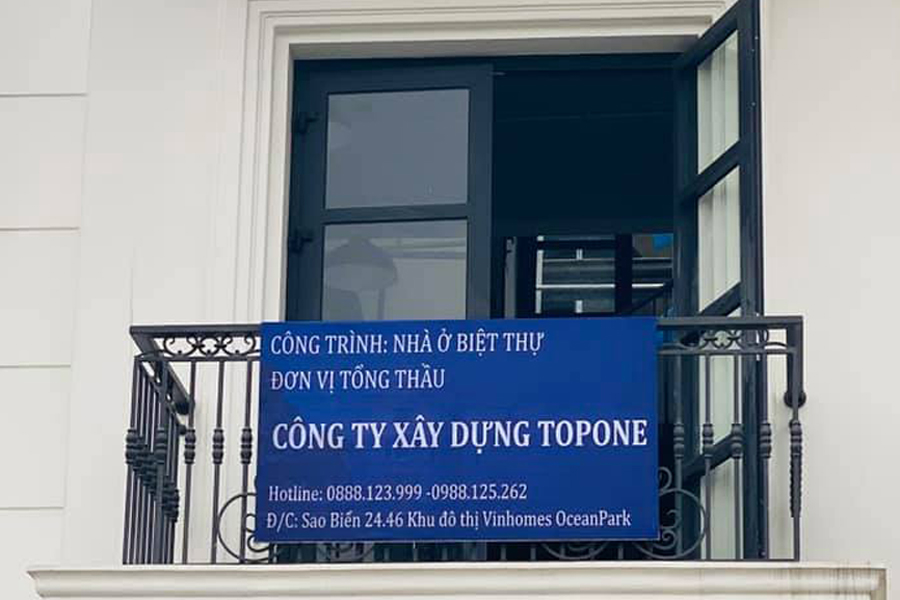 CÔNG TRÌNH: NHÀ Ở BIỆT THỰ
ĐƠN VỊ TỔNG THẦU
CÔNG TY XÂY DỰNG TOPONE
Hotline: 0888.123.999 -0988.125.262
Đ/C: Sao Biển 24.46 Khu đô thị Vinhomes OceanPark